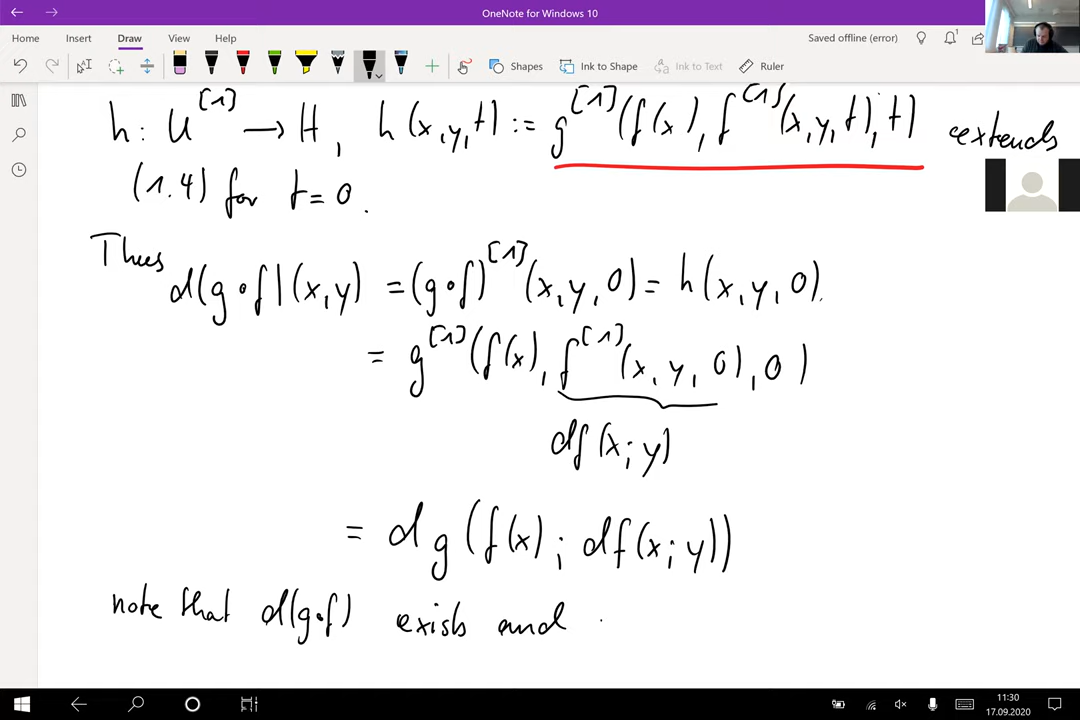 OneNote for Windows 10
Home Insert Draw View Help Saved offline (error)
Shapes Ink to Shape Ink to Text Ruler
h: U^[1] → H, h(x,y,t) := g^[1](f(x), f^[1](x,y,t), t) extends
(1.4) for t=0.
Thus
d(g∘f)(x,y) = (g∘f)^[1](x,y,0) = h(x,y,0).
= g^[1](f(x), f^[1](x,y,0), 0)
df(x;y)
= dg(f(x); df(x;y))
note that d(g∘f) exists and
11:30
17.09.2020